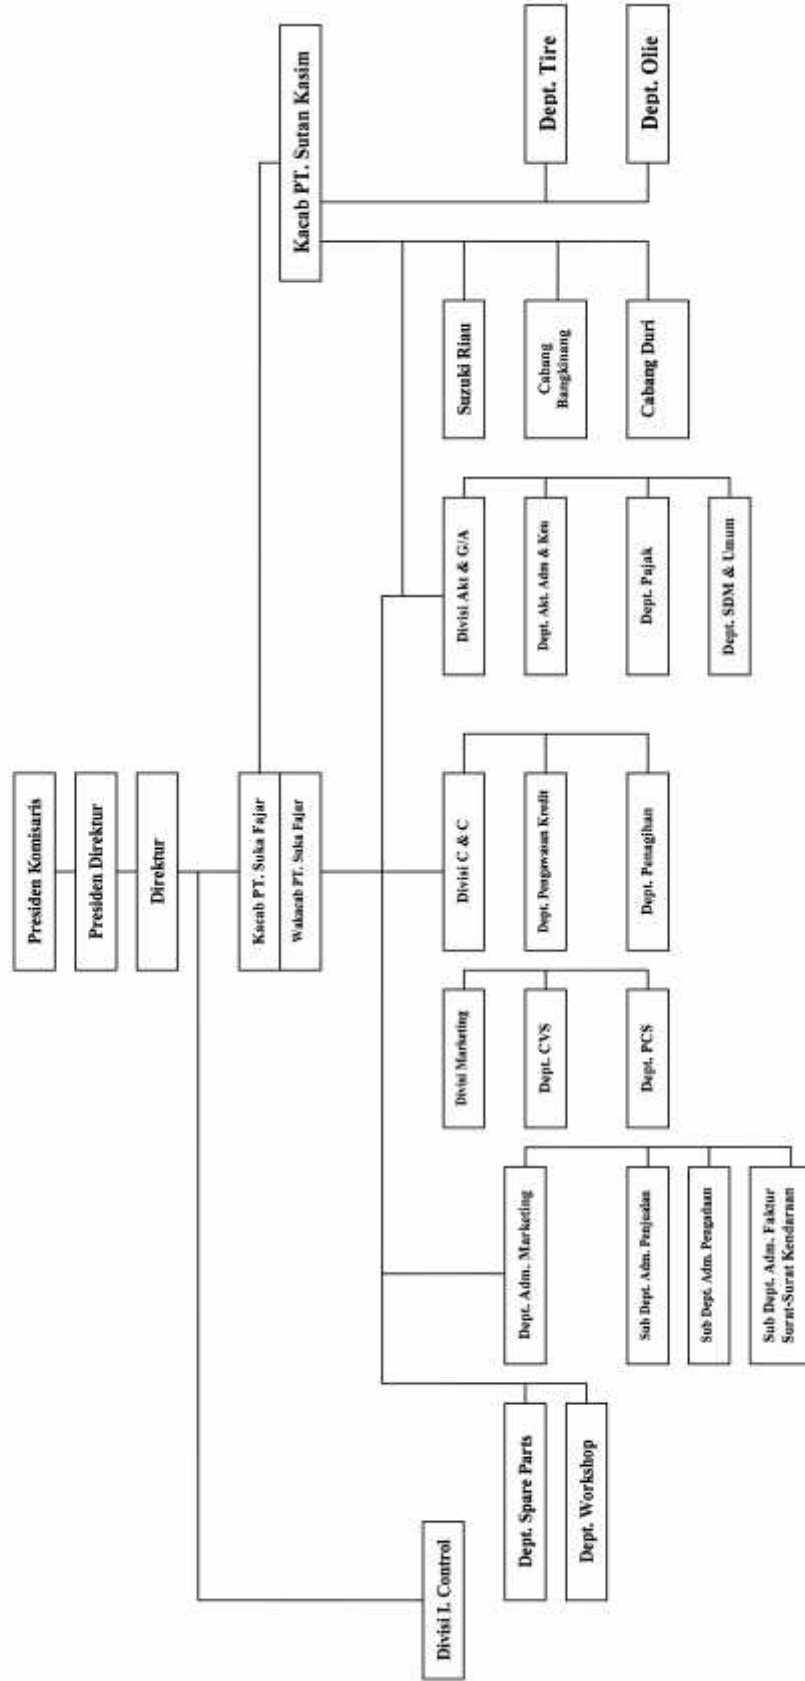 Presiden Komisaris
Presiden Direktur
Direktur
Kacab PT. Suka Fajar
Wakacab PT. Suka Fajar
Kacab PT. Sutan Kasim
Divisi I. Control
Dept. Spare Parts
Dept. Workshop
Dept. Adm. Marketing
Sub Dept. Adm. Penjualan
Sub Dept. Adm. Pengadaan
Sub Dept. Adm. Faktur
Surat-Surat Kendaraan
Divisi Marketing
Dept. CVS
Dept. PCS
Divisi C & C
Dept. Pengawasan Kredit
Dept. Penagihan
Divisi Akt & G/A
Dept. Akt. Adm & Keu
Dept. Pajak
Dept. SDM & Umum
Suzuki Riau
Cabang
Bangkinang
Cabang Duri
Dept. Tire
Dept. Olie